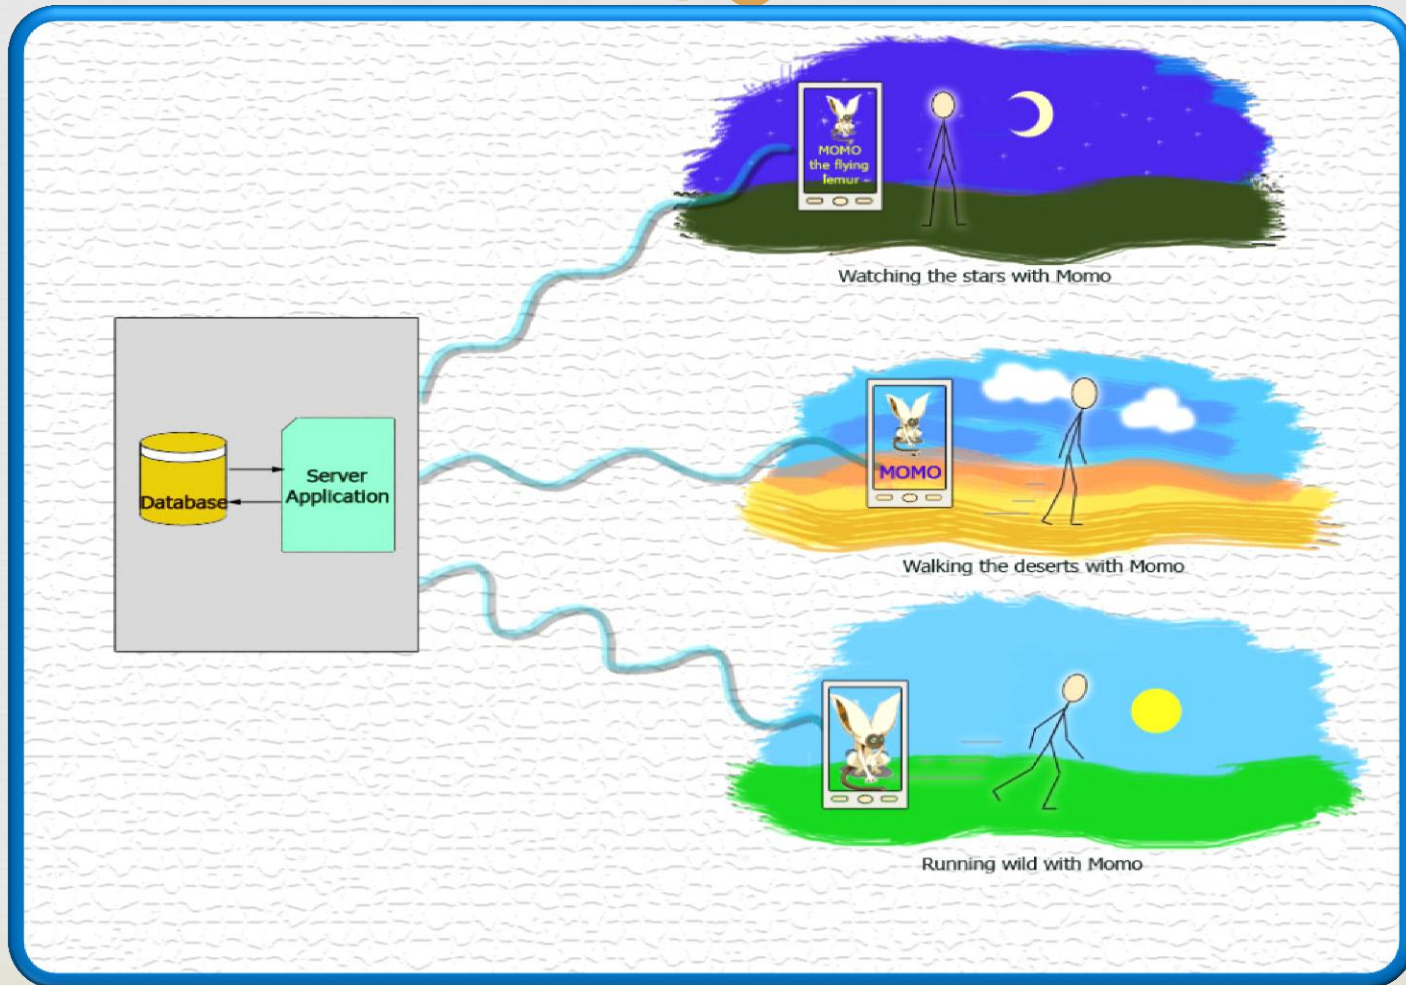 MOMO
the flying
lemur
Watching the stars with Momo
Database
Server
Application
MOMO
Walking the deserts with Momo
Running wild with Momo